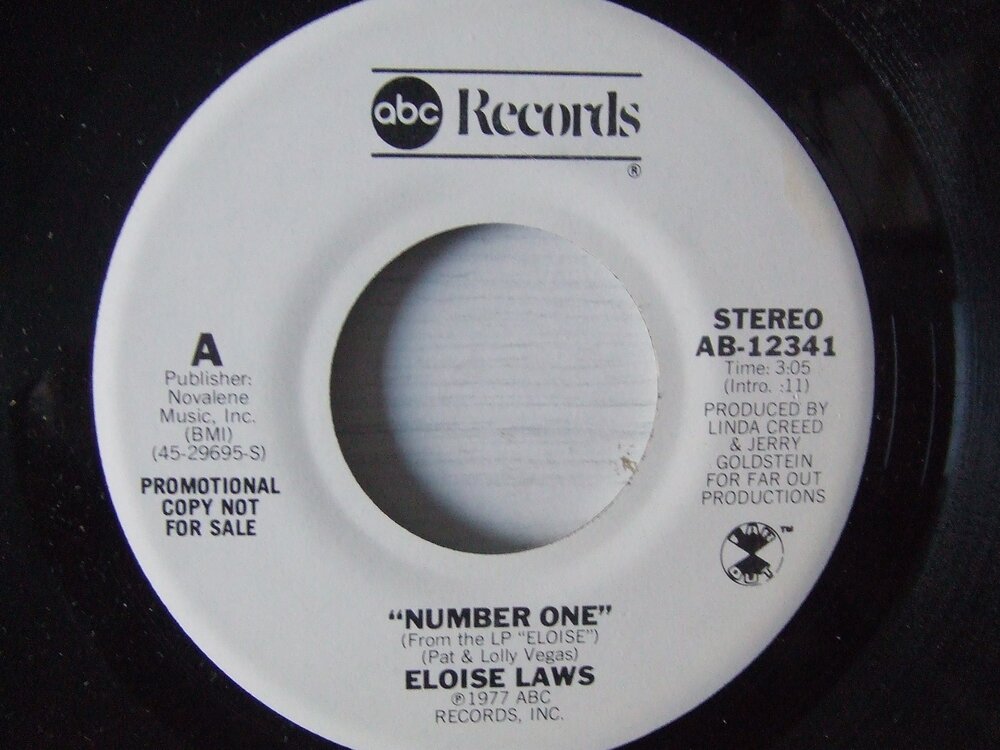 abc Records
®
A
Publisher:
Novalene
Music, Inc.
(BMI)
(45-29695-S)
PROMOTIONAL
COPY NOT
FOR SALE
STEREO
AB-12341
Time: 3:05
(Intro. :11)
PRODUCED BY
LINDA CREED
& JERRY
GOLDSTEIN
FOR FAR OUT
PRODUCTIONS
FAR ™
OUT
“NUMBER ONE”
(From the LP “ELOISE”)
(Pat & Lolly Vegas)
ELOISE LAWS
℗1977 ABC
RECORDS, INC.